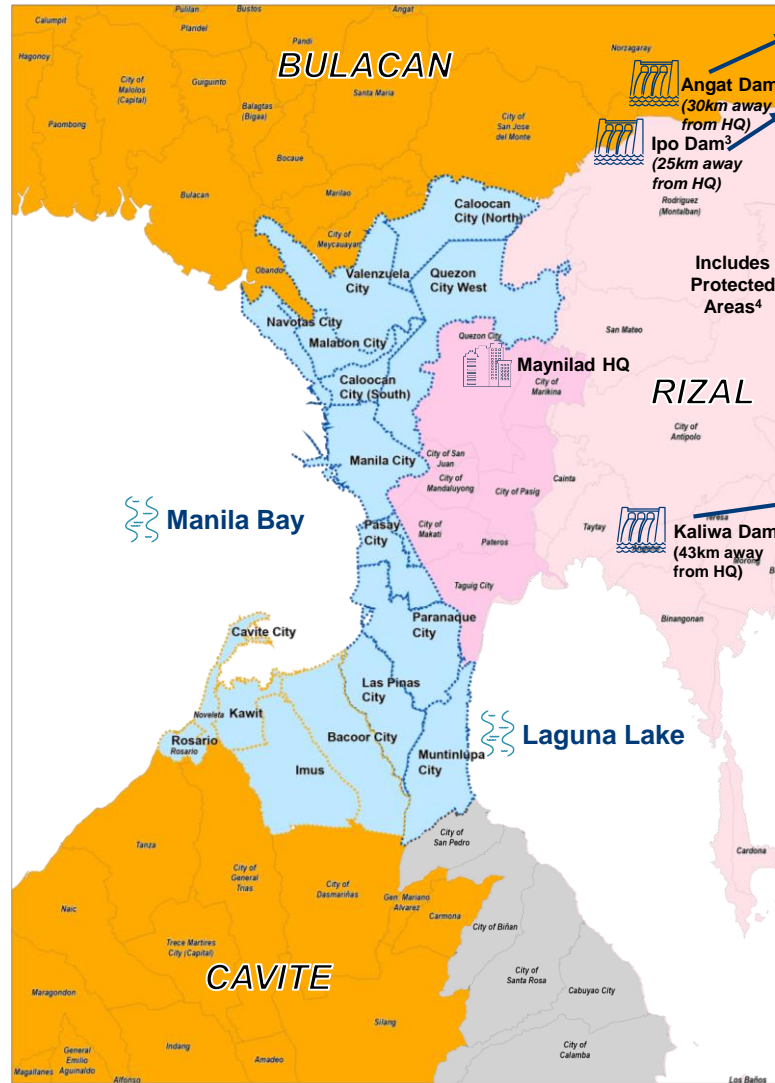 Pulilan
Bustos
Angat
Calumpit
Plaridel
Pandi
Norzagaray
Hagonoy
BULACAN
City of
Malolos
(Capital)
Guiguinto
Santa Maria
Angat Dam
(30km away
from HQ)
Balagtas
(Bigaa)
Paombong
City of
San Jose
del Monte
Ipo Dam3
(25km away
from HQ)
Bocaue
Bulacan
Marilao
Caloocan
City (North)
Rodriguez
(Montalban)
City of
Meycauayan
Obando
Valenzuela
City
Quezon
City West
Includes
Protected
Areas4
Navotas City
Malabon City
Quezon City
San Mateo
Maynilad HQ
Caloocan
City (South)
City of
Marikina
RIZAL
City of
Antipolo
Manila City
City of San
Juan
City of
Mandaluyong
Cainta
City of Pasig
Manila Bay
Pasay
City
City of
Makati
Taytay
Teresa
Kaliwa Dam
(43km away
from HQ)
Morong
Pateros
Taguig City
Binangonan
Paranaque
City
Cavite City
Las Pinas
City
Noveleta
Kawit
Laguna Lake
Rosario
Rosario
Bacoor City
Muntinlupa
City
Imus
City of
San Pedro
Tanza
Cardona
City of
General
Trias
City of
Dasmariñas
Gen. Mariano
Alvarez
Carmona
Naic
City of Biñan
Trece Martires
City (Capital)
CAVITE
City of
Santa Rosa
Cabuyao City
Maragondon
Silang
Indang
City of
Calamba
General
Emilio
Aguinaldo
Amadeo
Magallanes
Alfonso
Los Baños